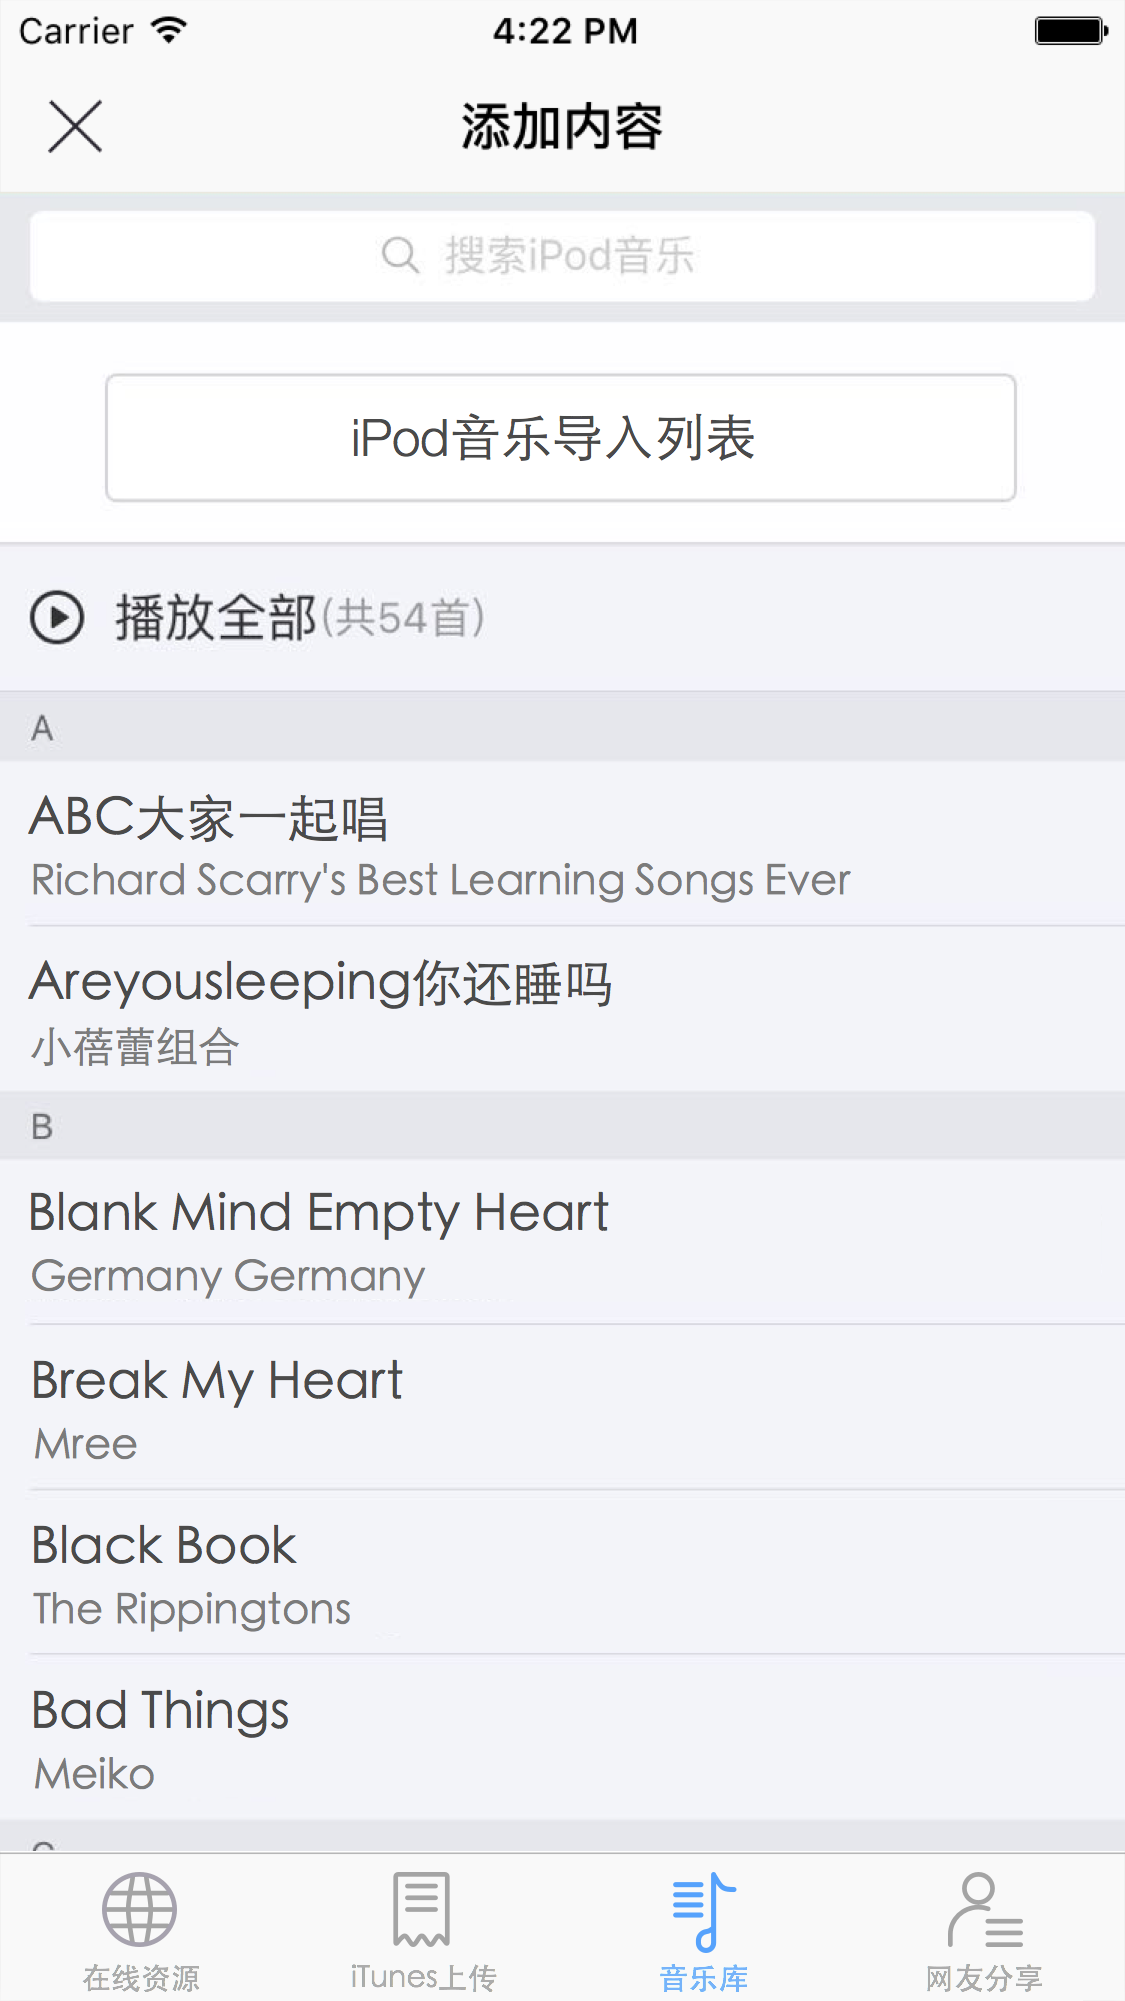 Carrier 4:22 PM
添加内容
搜索iPod音乐
iPod音乐导入列表
播放全部(共54首)
A
ABC大家一起唱
Richard Scarry's Best Learning Songs Ever
Areyousleeping你还睡吗
小蓓蕾组合
B
Blank Mind Empty Heart
Germany Germany
Break My Heart
Mree
Black Book
The Rippingtons
Bad Things
Meiko
在线资源 iTunes上传 音乐库 网友分享